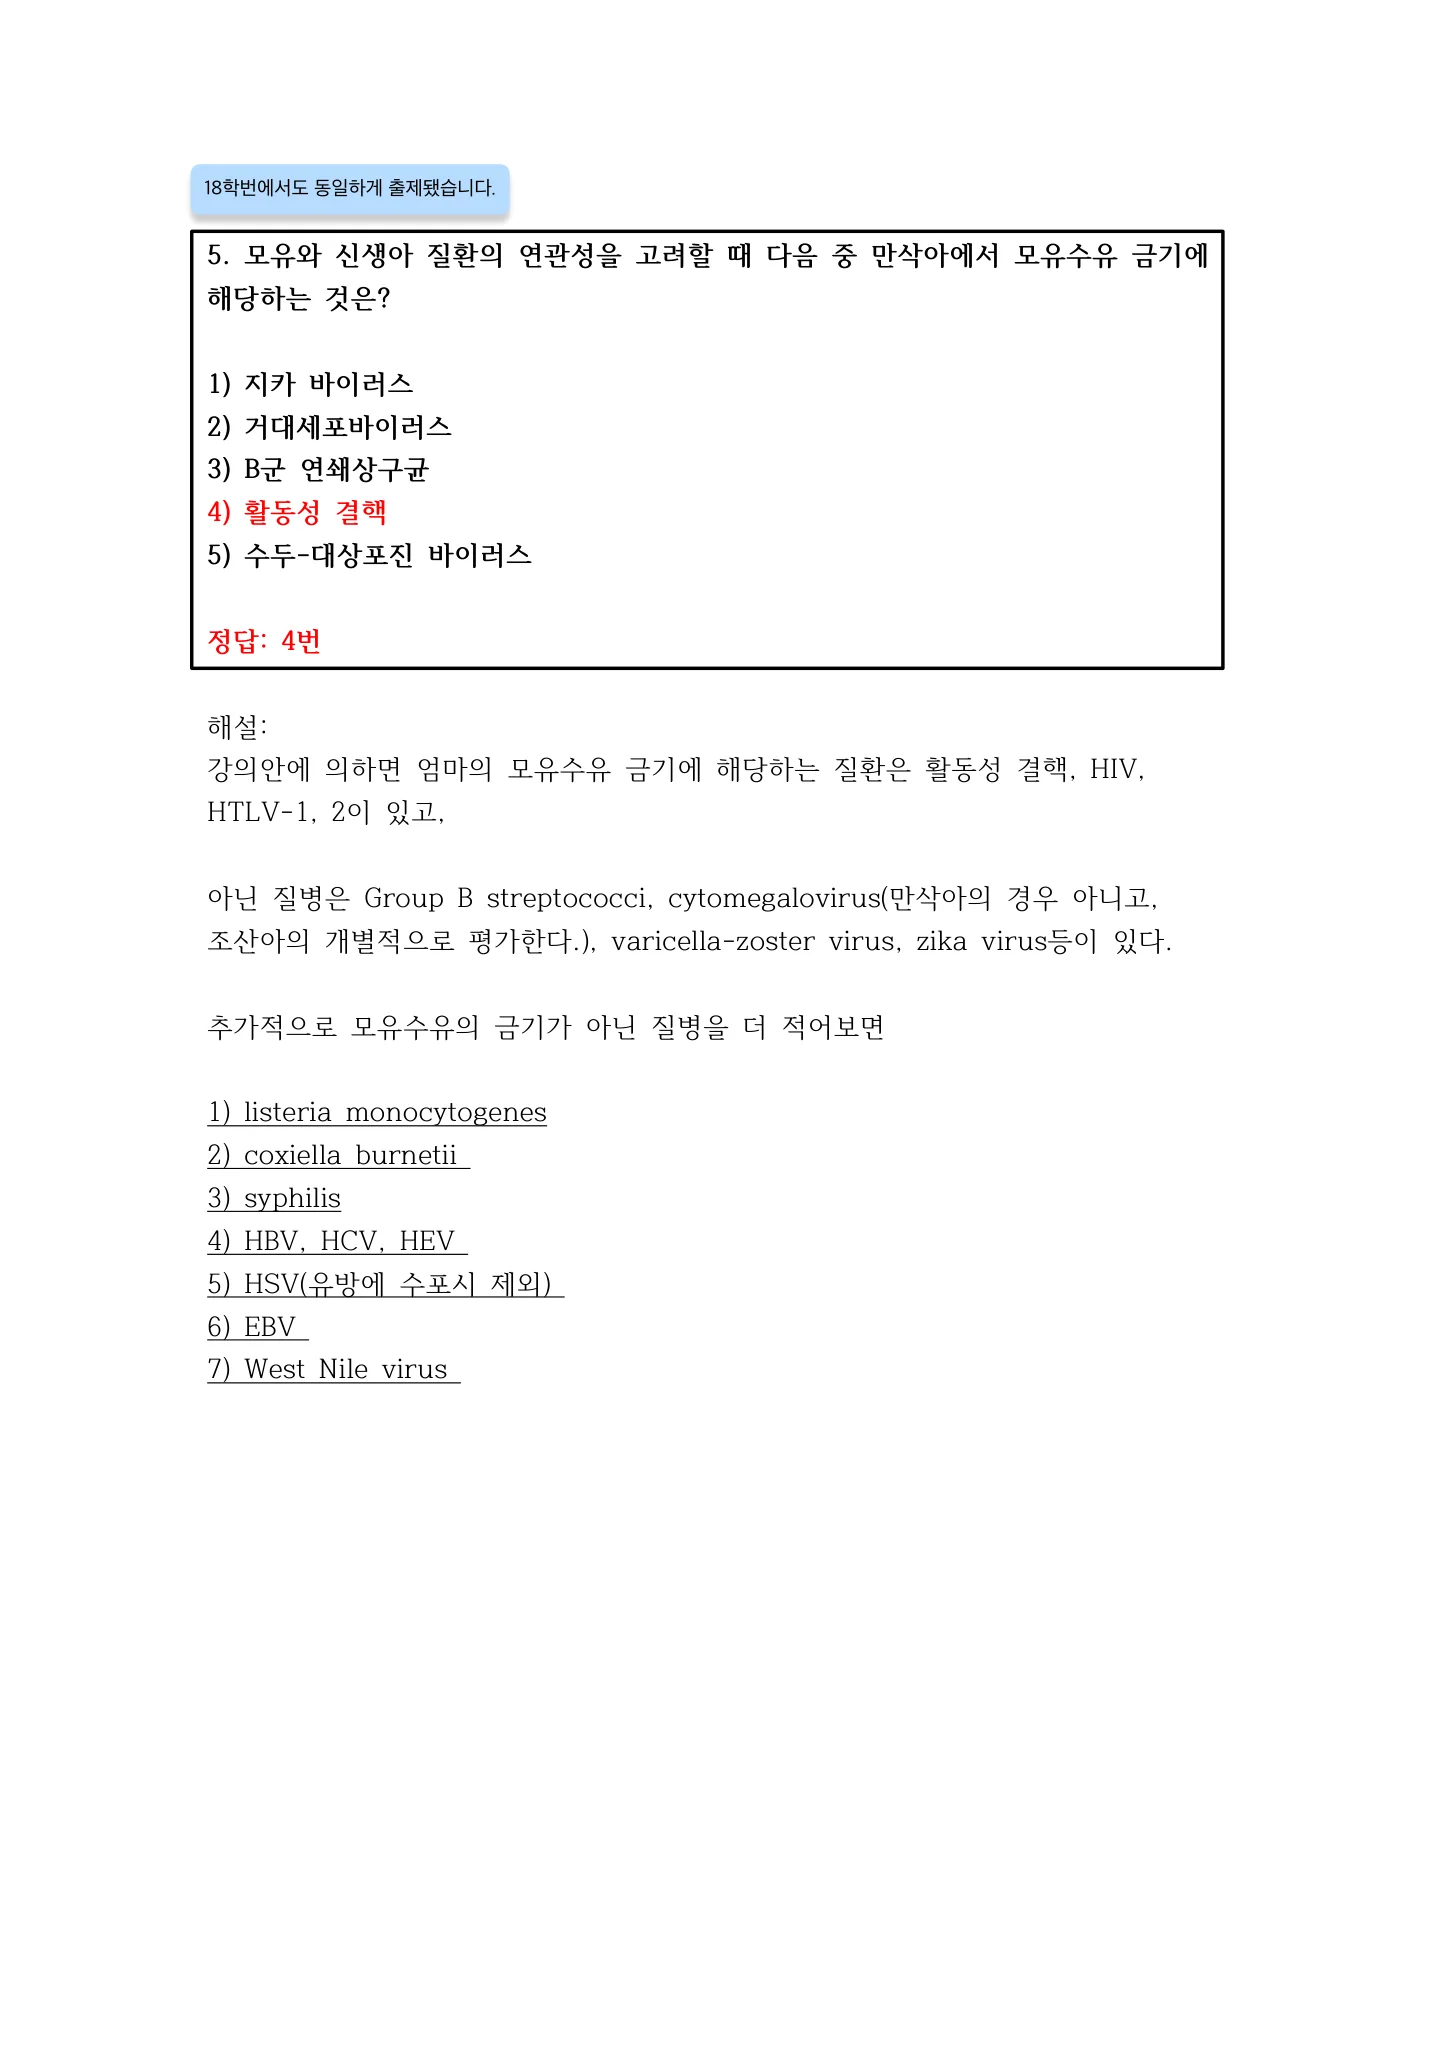 18학번에서도 동일하게 출제됐습니다.
5. 모유와 신생아 질환의 연관성을 고려할 때 다음 중 만삭아에서 모유수유 금기에
해당하는 것은?
1) 지카 바이러스
2) 거대세포바이러스
3) B군 연쇄상구균
4) 활동성 결핵
5) 수두-대상포진 바이러스
정답: 4번
해설:
강의안에 의하면 엄마의 모유수유 금기에 해당하는 질환은 활동성 결핵, HIV,
HTLV-1, 2이 있고,
아닌 질병은 Group B streptococci, cytomegalovirus(만삭아의 경우 아니고,
조산아의 개별적으로 평가한다.), varicella-zoster virus, zika virus등이 있다.
추가적으로 모유수유의 금기가 아닌 질병을 더 적어보면
1) listeria monocytogenes
2) coxiella burnetii
3) syphilis
4) HBV, HCV, HEV
5) HSV(유방에 수포시 제외)
6) EBV
7) West Nile virus